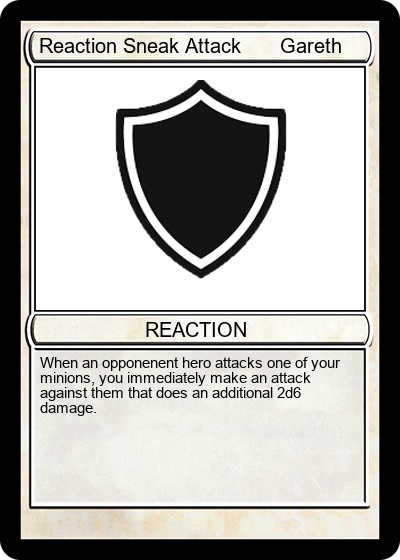 Reaction Sneak Attack Gareth
REACTION
When an opponenent hero attacks one of your
minions, you immediately make an attack
against them that does an additional 2d6
damage.